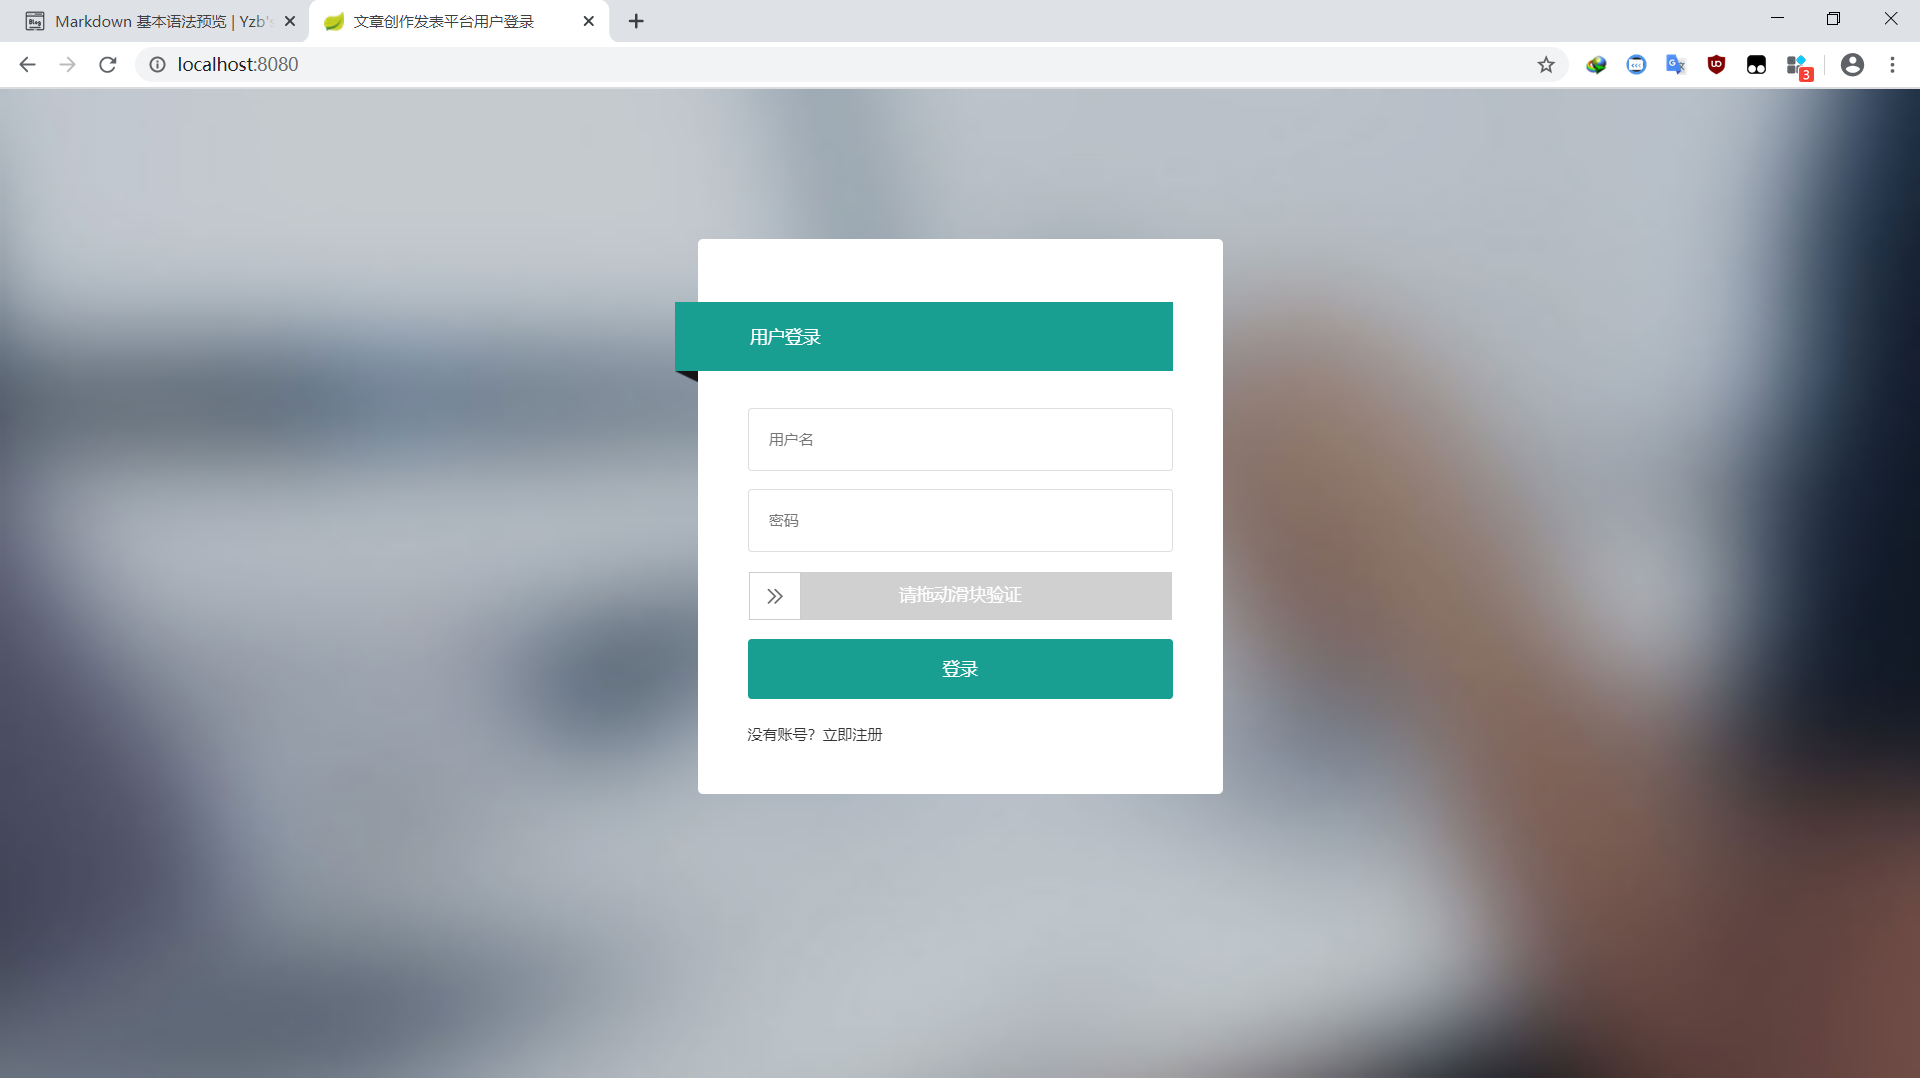 Markdown 基本语法预览 | Yzb's
文章创作发表平台用户登录
localhost:8080
3
用户登录
用户名
密码
请拖动滑块验证
登录
没有账号？立即注册